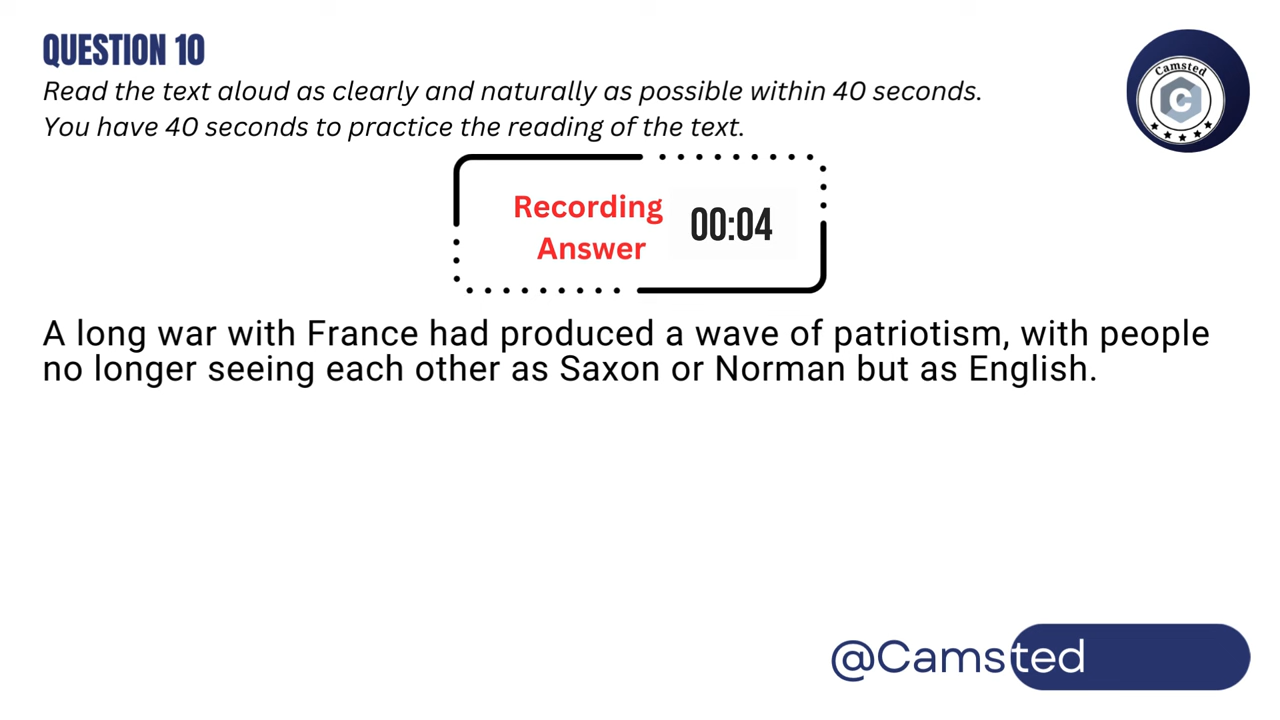 QUESTION 10
Read the text aloud as clearly and naturally as possible within 40 seconds.
You have 40 seconds to practice the reading of the text.
Camsted
C
Recording
Answer
00:04
A long war with France had produced a wave of patriotism, with people
no longer seeing each other as Saxon or Norman but as English.
@Camsted